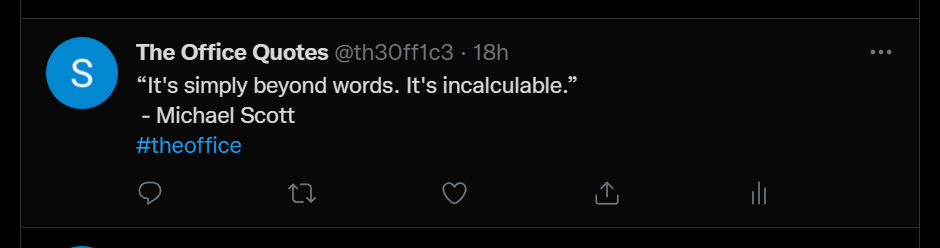 S
The Office Quotes @th30ff1c3 · 18h
“It's simply beyond words. It's incalculable.”
- Michael Scott
#theoffice